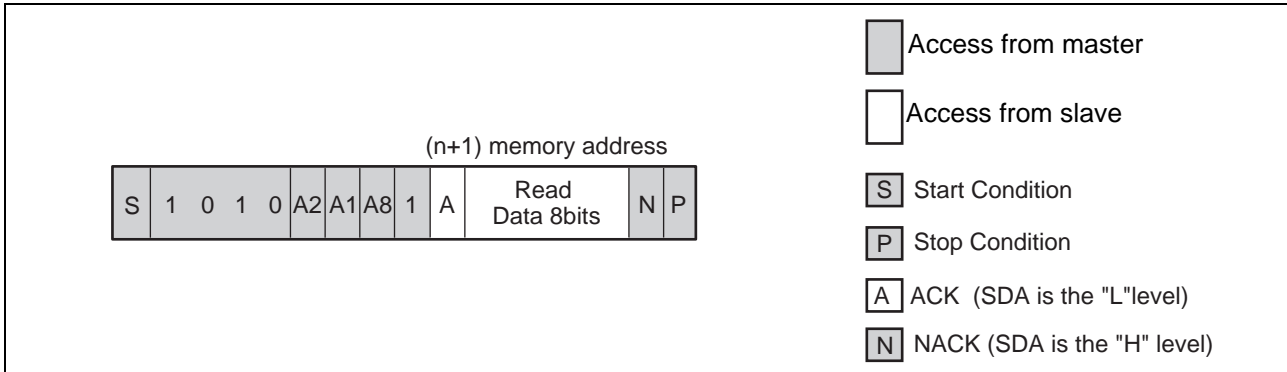 (n+1) memory address
S 1 0 1 0 A2 A1 A8 1 A Read Data 8bits N P
Access from master
Access from slave
S Start Condition
P Stop Condition
A ACK (SDA is the "L"level)
N NACK (SDA is the "H" level)